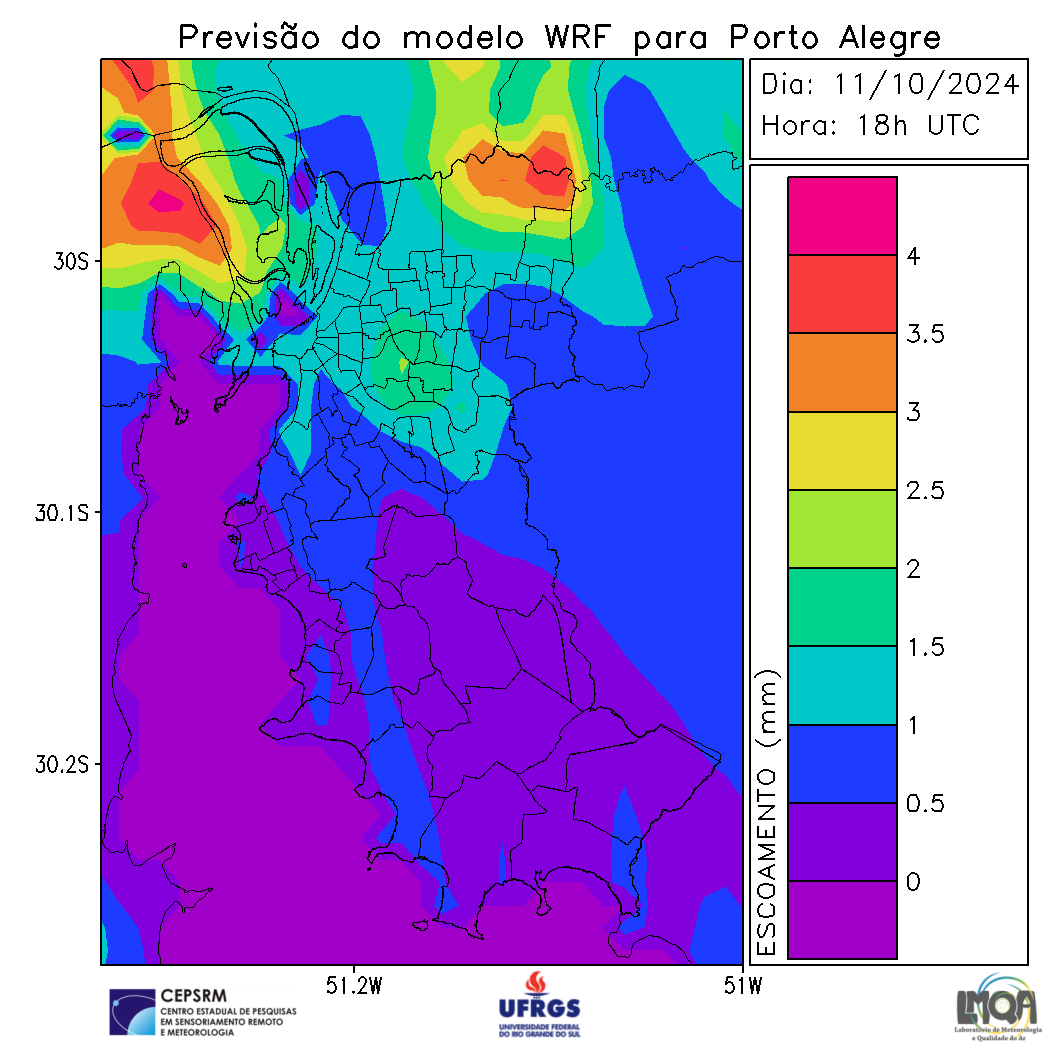 Previsão do modelo WRF para Porto Alegre
Dia: 11/10/2024
Hora: 18h UTC
30S
30.1S
30.2S
51.2W
51W
ESCOAMENTO (mm)
4
3.5
3
2.5
2
1.5
1
0.5
0
CEPSRM
CENTRO ESTADUAL DE PESQUISAS
EM SENSORIAMENTO REMOTO
E METEOROLOGIA
UFRGS
UNIVERSIDADE FEDERAL
DO RIO GRANDE DO SUL
LMQA
Laboratório de Meteorologia
e Qualidade do Ar